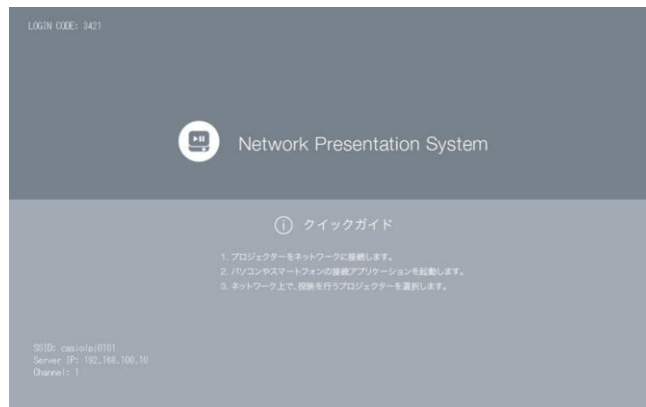 LOGIN CODE: 3421
Network Presentation System
クイックガイド
1. プロジェクターをネットワークに接続します。
2. パソコンやスマートフォンの接続アプリケーションを起動します。
3. ネットワーク上で、投映を行うプロジェクターを選択します。
SSID: casiolpj0101
Server IP: 192.168.100.10
Channel: 1